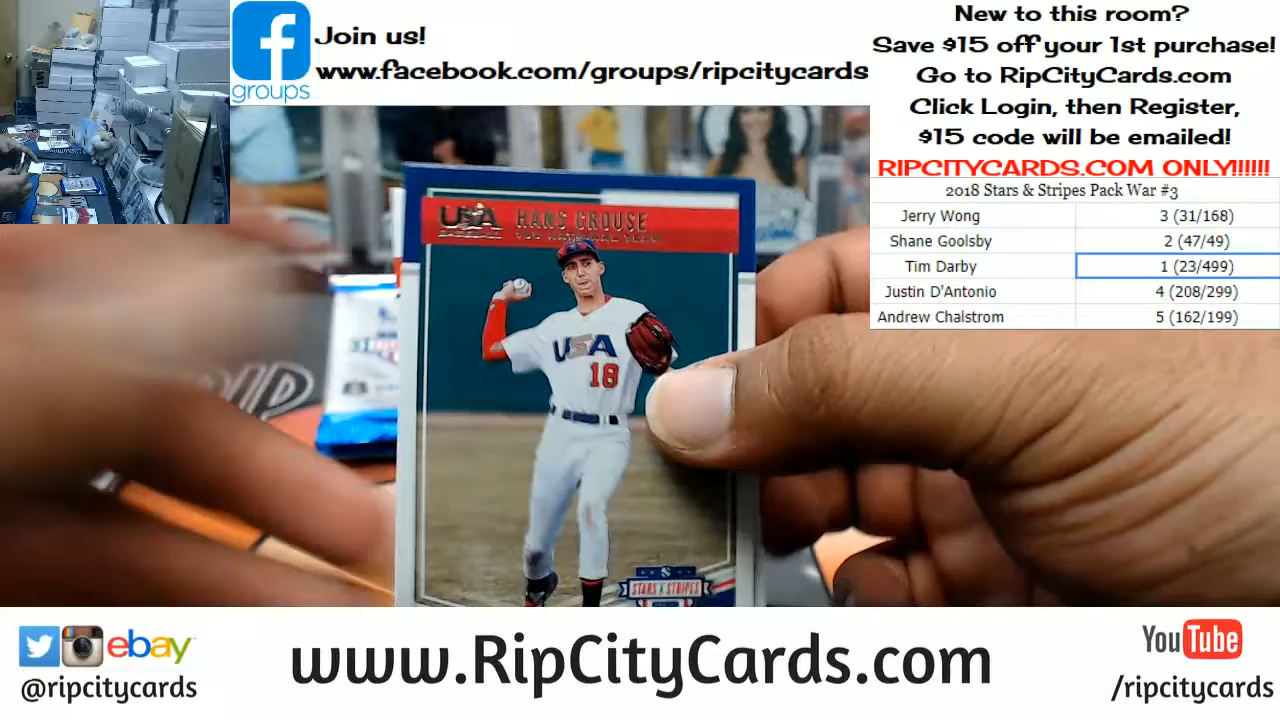 groups
Join us!
www.facebook.com/groups/ripcitycards
New to this room?
Save $15 off your 1st purchase!
Go to RipCityCards.com
Click Login, then Register,
$15 code will be emailed!
RIPCITYCARDS.COM ONLY!!!!!!
2018 Stars & Stripes Pack War #3
Jerry Wong 3 (31/168)
Shane Goolsby 2 (47/49)
Tim Darby 1 (23/499)
Justin D'Antonio 4 (208/299)
Andrew Chalstrom 5 (162/199)
USA HANS CROUSE
BASEBALL
USA
18
STARS & STRIPES
ebay
@ripcitycards
www.RipCityCards.com
YouTube
/ripcitycards